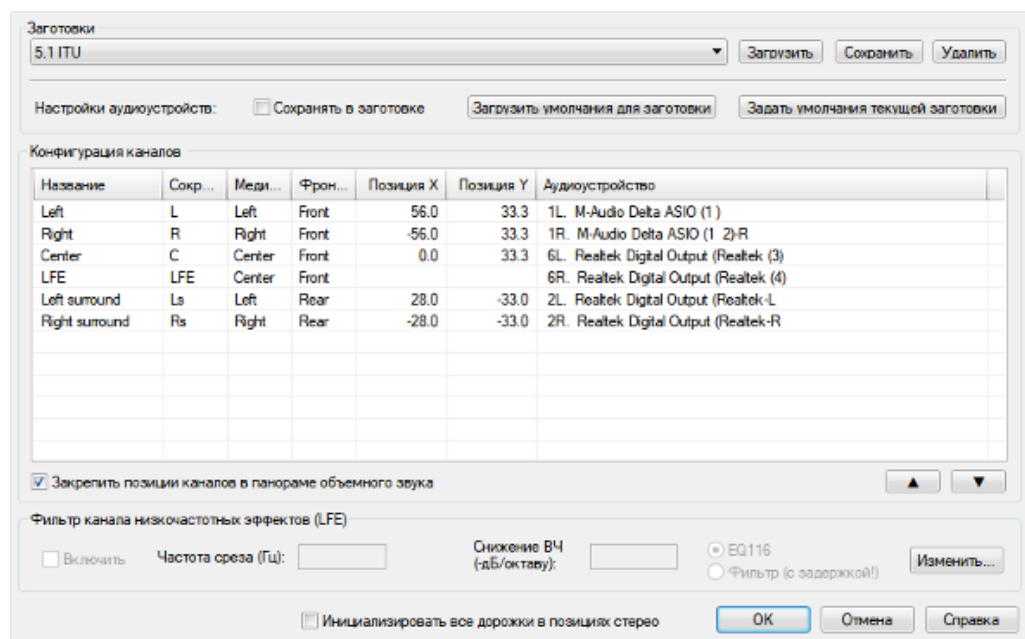 Заготовки
5.1 ITU Загрузить Сохранить Удалить
Настройки аудиоустройств: Сохранять в заготовке Загрузить умолчания для заготовки Задать умолчания текущей заготовки
Конфигурация каналов
Название Сокр... Меди... Фрон... Позиция X Позиция Y Аудиоустройство
Left L Left Front 56.0 33.3 1L. M-Audio Delta ASIO (1 )
Right R Right Front -56.0 33.3 1R. M-Audio Delta ASIO (1 2)-R
Center C Center Front 0.0 33.3 6L. Realtek Digital Output (Realtek (3)
LFE LFE Center Front 6R. Realtek Digital Output (Realtek (4)
Left surround Ls Left Rear 28.0 -33.0 2L. Realtek Digital Output (Realtek-L
Right surround Rs Right Rear -28.0 -33.0 2R. Realtek Digital Output (Realtek-R
Закрепить позиции каналов в панораме объемного звука
Фильтр канала низкочастотных эффектов (LFE)
Включить Частота среза (Гц): Снижение ВЧ
(-дБ/октаву): EQ116
Фильтр (с задержкой!) Изменить...
Инициализировать все дорожки в позициях стерео OK Отмена Справка